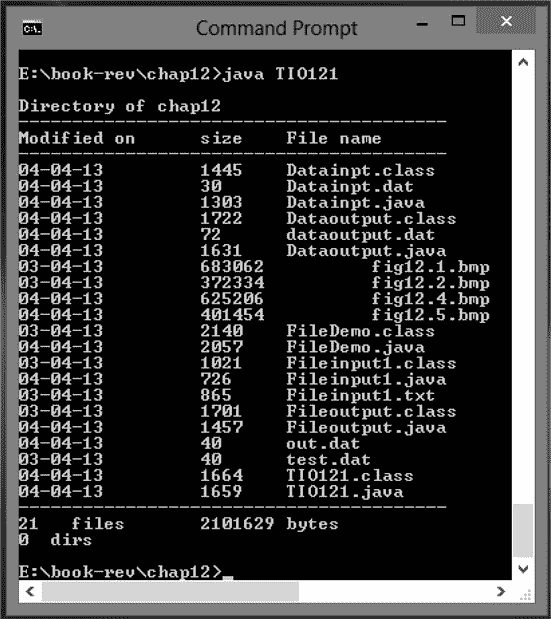 Command Prompt
E:\book-rev\chap12>java TIO121
Directory of chap12
------------------------------------------
Modified on size File name
------------------------------------------
04-04-13 1445 Datainpt.class
04-04-13 30 Datainpt.dat
04-04-13 1303 Datainpt.java
04-04-13 1722 Dataoutput.class
04-04-13 72 dataoutput.dat
04-04-13 1631 Dataoutput.java
03-04-13 683062 fig12.1.bmp
03-04-13 372334 fig12.2.bmp
04-04-13 625206 fig12.4.bmp
04-04-13 401454 fig12.5.bmp
03-04-13 2140 FileDemo.class
04-04-13 2057 FileDemo.java
03-04-13 1021 Fileinput1.class
04-04-13 726 Fileinput1.java
03-04-13 865 Fileinput1.txt
03-04-13 1701 Fileoutput.class
04-04-13 1457 Fileoutput.java
04-04-13 40 out.dat
03-04-13 40 test.dat
04-04-13 1664 TIO121.class
04-04-13 1659 TIO121.java
------------------------------------------
21 files 2101629 bytes
0 dirs
E:\book-rev\chap12>_